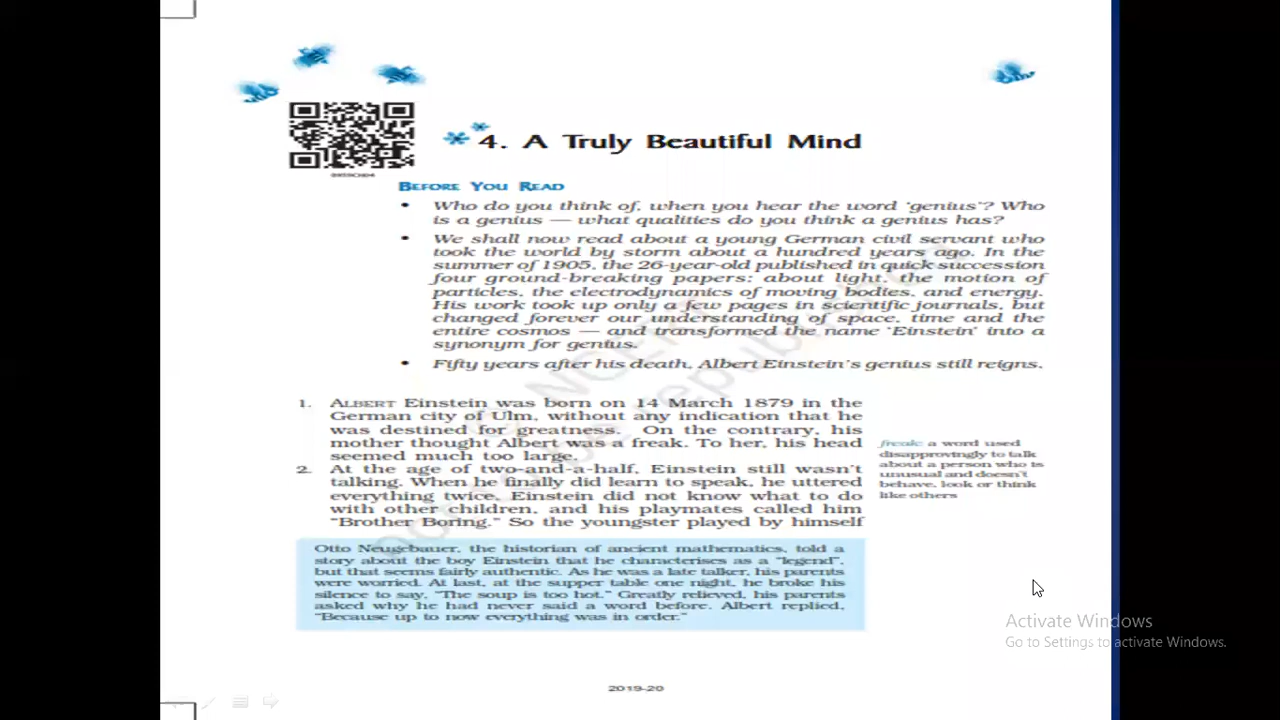 4. A Truly Beautiful Mind
BEFORE YOU READ
• Who do you think of, when you hear the word ‘genius’? Who
is a genius — what qualities do you think a genius has?
• We shall now read about a young German civil servant who
took the world by storm about a hundred years ago. In the
summer of 1905, the 26-year-old published in quick succession
four ground-breaking papers: about light, the motion of
particles, the electrodynamics of moving bodies, and energy.
His work took up only a few pages in scientific journals, but
changed forever our understanding of space, time and the
entire cosmos — and transformed the name ‘Einstein’ into a
synonym for genius.
• Fifty years after his death, Albert Einstein’s genius still reigns.
1. ALBERT Einstein was born on 14 March 1879 in the
German city of Ulm, without any indication that he
was destined for greatness. On the contrary, his
mother thought Albert was a freak. To her, his head
seemed much too large.
2. At the age of two-and-a-half, Einstein still wasn’t
talking. When he finally did learn to speak, he uttered
everything twice. Einstein did not know what to do
with other children, and his playmates called him
“Brother Boring.” So the youngster played by himself
freak: a word used
disapprovingly to talk
about a person who is
unusual and doesn’t
behave, look or think
like others
Otto Neugebauer, the historian of ancient mathematics, told a
story about the boy Einstein that he characterises as a “legend”,
but that seems fairly authentic. As he was a late talker, his parents
were worried. At last, at the supper table one night, he broke his
silence to say, “The soup is too hot.” Greatly relieved, his parents
asked why he had never said a word before. Albert replied,
“Because up to now everything was in order.”
Activate Windows
Go to Settings to activate Windows.
2019-20